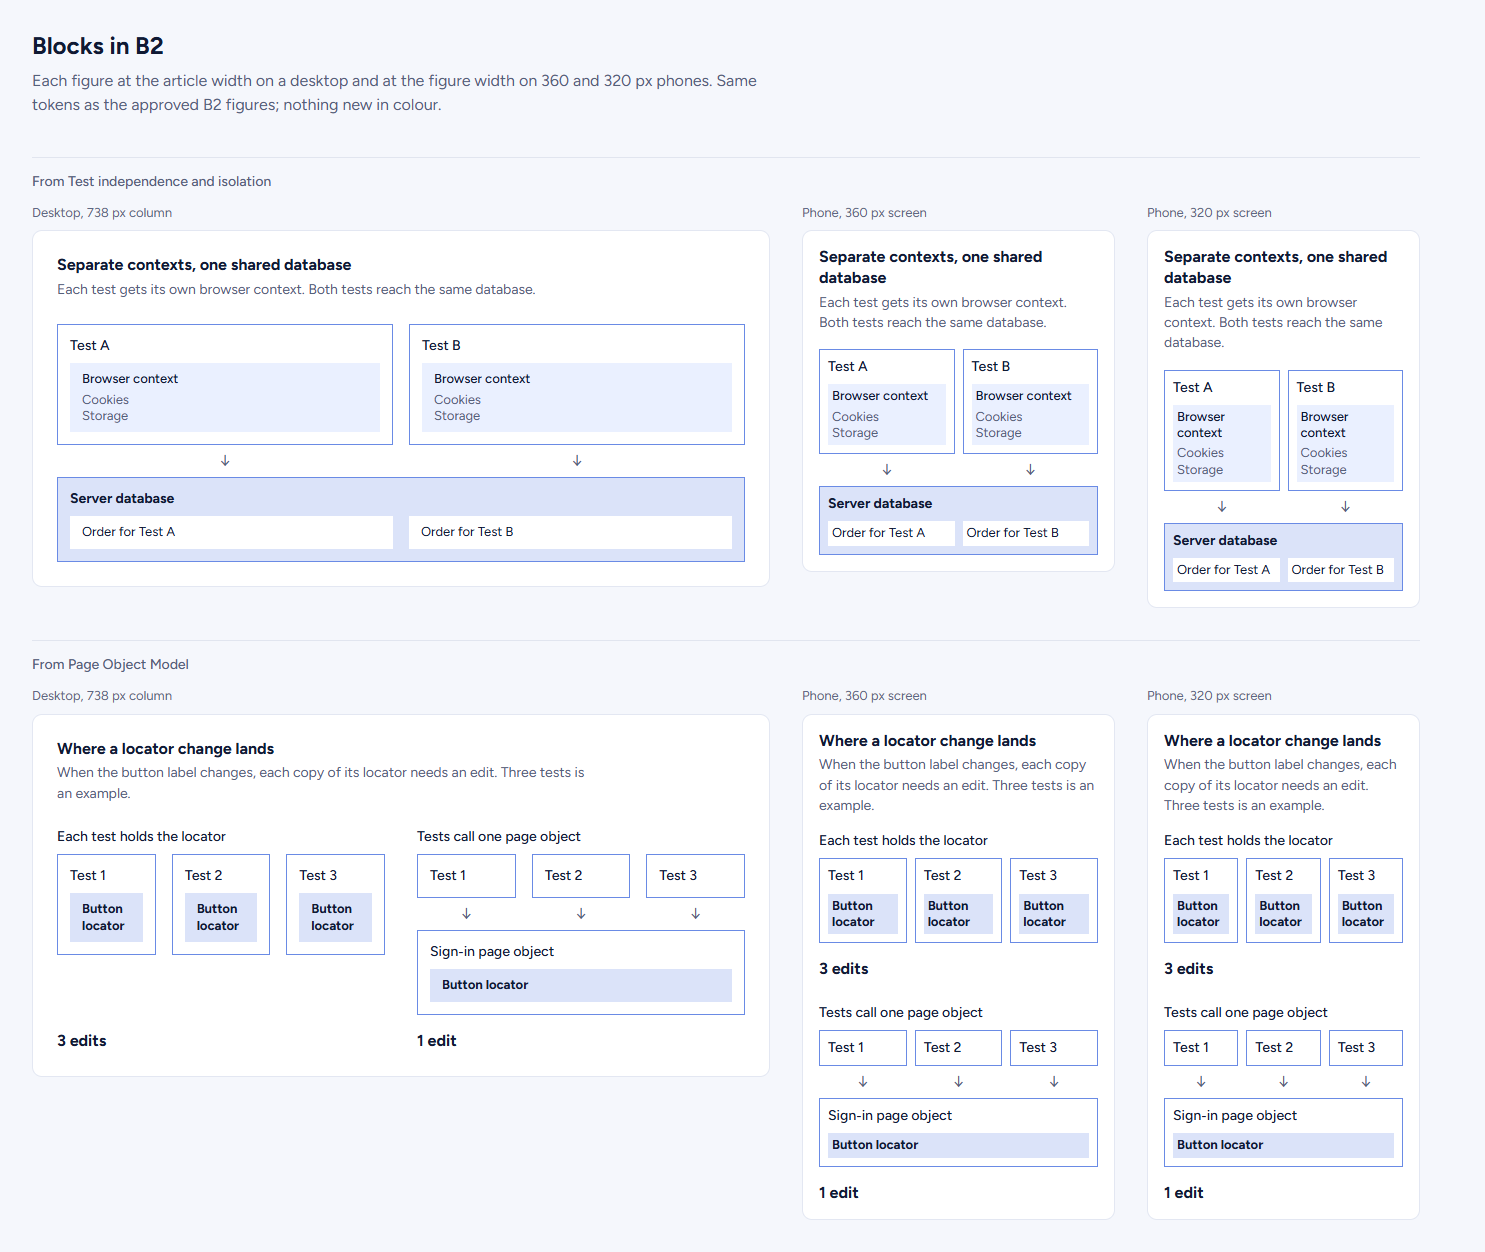 Blocks in B2
Each figure at the article width on a desktop and at the figure width on 360 and 320 px phones. Same
tokens as the approved B2 figures; nothing new in colour.
From Test independence and isolation
Desktop, 738 px column
Separate contexts, one shared database
Each test gets its own browser context. Both tests reach the same database.
Test A
Browser context
Cookies
Storage
Test B
Browser context
Cookies
Storage
↓
↓
Server database
Order for Test A
Order for Test B
Phone, 360 px screen
Separate contexts, one shared
database
Each test gets its own browser context.
Both tests reach the same database.
Test A
Browser context
Cookies
Storage
Test B
Browser context
Cookies
Storage
↓
↓
Server database
Order for Test A
Order for Test B
Phone, 320 px screen
Separate contexts, one shared
database
Each test gets its own browser
context. Both tests reach the same
database.
Test A
Browser
context
Cookies
Storage
Test B
Browser
context
Cookies
Storage
↓
↓
Server database
Order for Test A
Order for Test B
From Page Object Model
Desktop, 738 px column
Where a locator change lands
When the button label changes, each copy of its locator needs an edit. Three tests is
an example.
Each test holds the locator
Test 1
Button
locator
Test 2
Button
locator
Test 3
Button
locator
3 edits
Tests call one page object
Test 1
Test 2
Test 3
↓
↓
↓
Sign-in page object
Button locator
1 edit
Phone, 360 px screen
Where a locator change lands
When the button label changes, each copy
of its locator needs an edit. Three tests is an
example.
Each test holds the locator
Test 1
Button
locator
Test 2
Button
locator
Test 3
Button
locator
3 edits
Tests call one page object
Test 1
Test 2
Test 3
↓
↓
↓
Sign-in page object
Button locator
1 edit
Phone, 320 px screen
Where a locator change lands
When the button label changes, each
copy of its locator needs an edit.
Three tests is an example.
Each test holds the locator
Test 1
Button
locator
Test 2
Button
locator
Test 3
Button
locator
3 edits
Tests call one page object
Test 1
Test 2
Test 3
↓
↓
↓
Sign-in page object
Button locator
1 edit